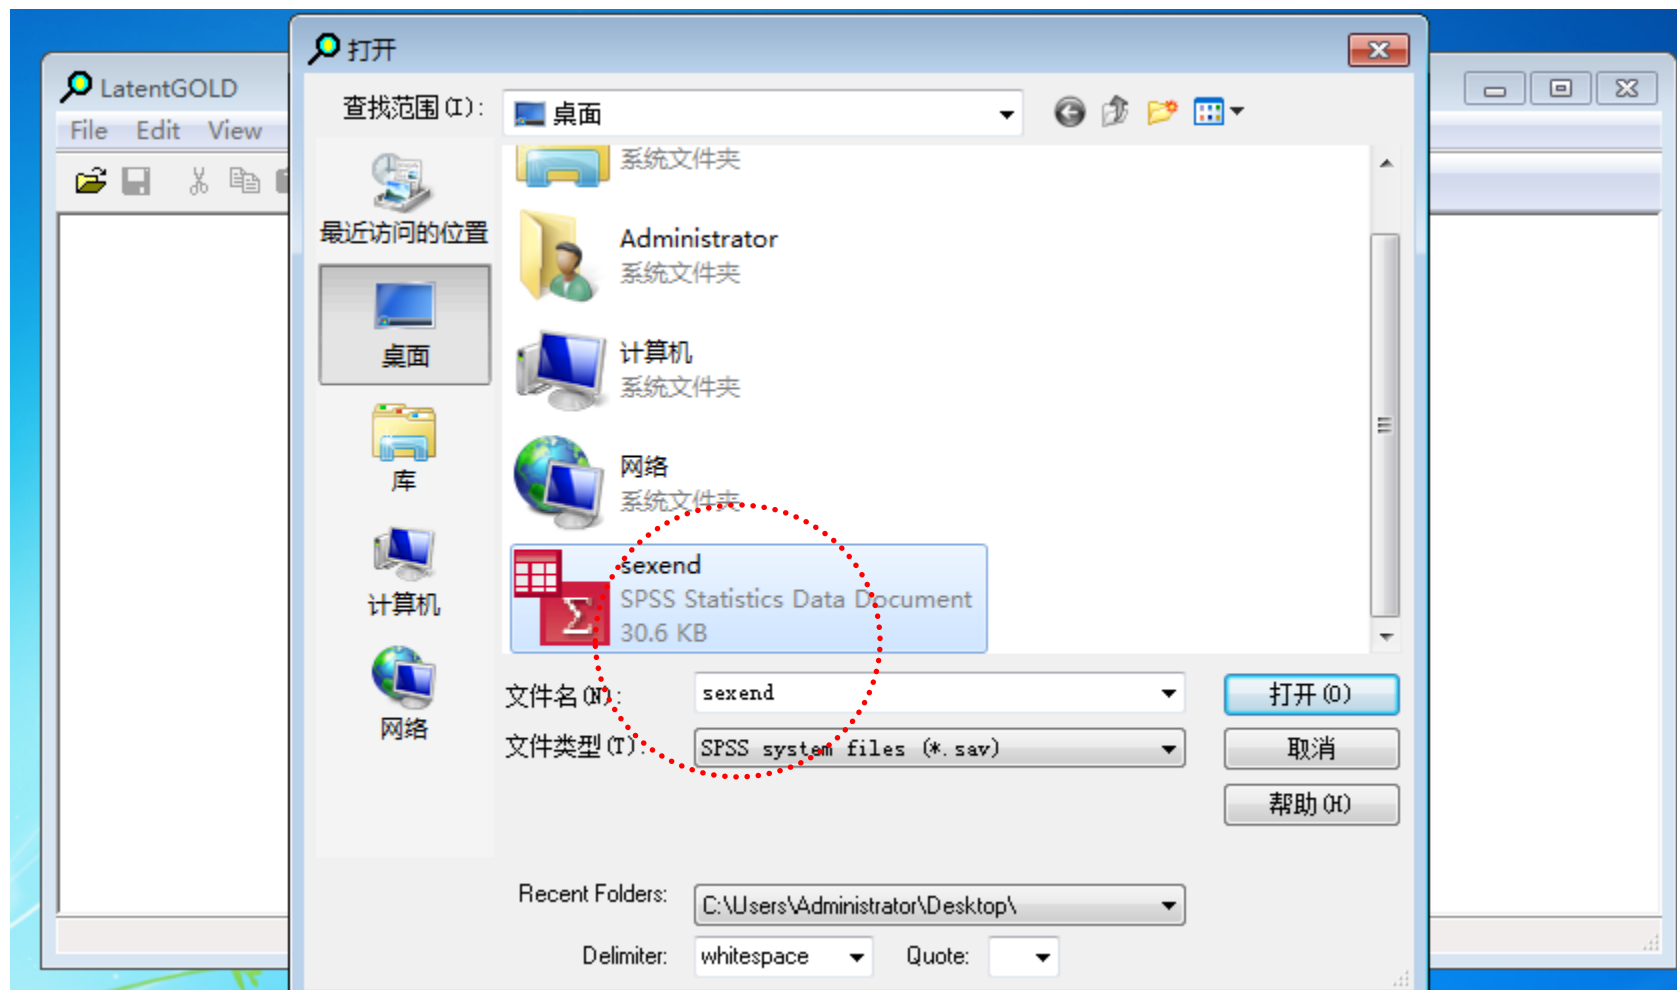 打开
LatentGOLD
File Edit View
查找范围(I):
桌面
系统文件夹
最近访问的位置
Administrator
系统文件夹
桌面
计算机
系统文件夹
库
网络
系统文件夹
计算机
sexend
SPSS Statistics Data Document
30.6 KB
网络
文件名(N):
sexend
打开(O)
文件类型(T):
SPSS system files (*.sav)
取消
帮助(H)
Recent Folders:
C:\Users\Administrator\Desktop\
Delimiter:
whitespace
Quote: